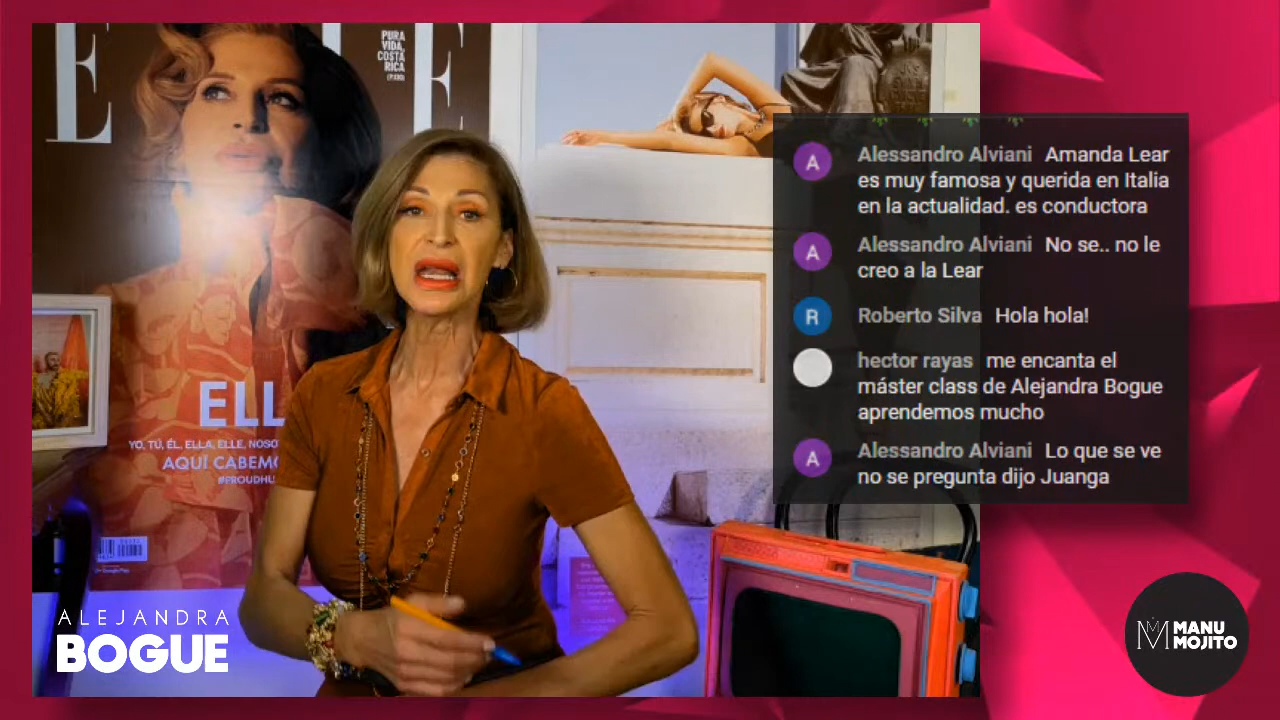 E E
PURA
VIDA,
COSTA
RICA
ELL
YO, TÚ, ÉL, ELLA, ELLE, NOSO
AQUÍ CABEM
#PROUDHU
ALEJANDRA
BOGUE
A Alessandro Alviani Amanda Lear
es muy famosa y querida en Italia
en la actualidad. es conductora
A Alessandro Alviani No se.. no le
creo a la Lear
R Roberto Silva Hola hola!
hector rayas me encanta el
máster class de Alejandra Bogue
aprendemos mucho
A Alessandro Alviani Lo que se ve
no se pregunta dijo Juanga
M MANU
MOJITO